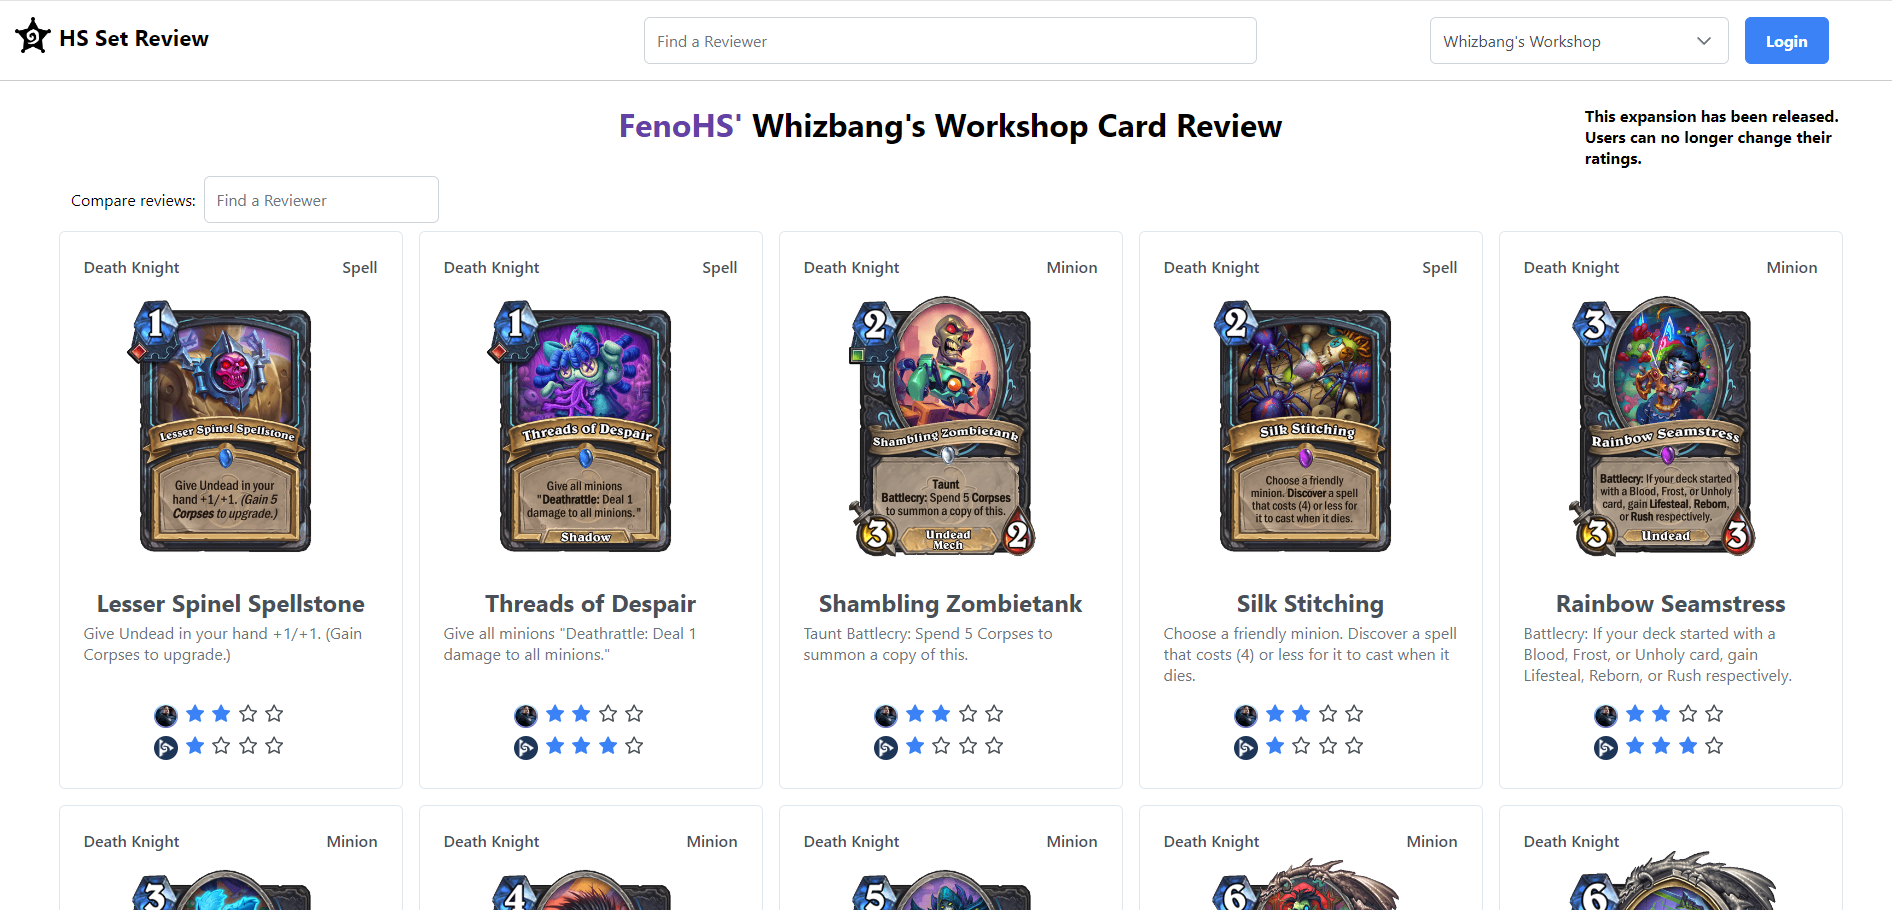 HS Set Review
Find a Reviewer
Whizbang's Workshop
Login
FenoHS' Whizbang's Workshop Card Review
This expansion has been released.
Users can no longer change their
ratings.
Compare reviews:
Find a Reviewer
Death Knight
Spell
1
Lesser Spinel Spellstone
Give Undead in your
hand +1/+1. (Gain 5
Corpses to upgrade.)
Lesser Spinel Spellstone
Give Undead in your hand +1/+1. (Gain
Corpses to upgrade.)
Death Knight
Spell
1
Threads of Despair
Give all minions
"Deathrattle: Deal 1
damage to all minions."
Shadow
Threads of Despair
Give all minions "Deathrattle: Deal 1
damage to all minions."
Death Knight
Minion
2
Shambling Zombietank
Taunt
Battlecry: Spend 5 Corpses
to summon a copy of this.
3
Undead
Mech
2
Shambling Zombietank
Taunt Battlecry: Spend 5 Corpses to
summon a copy of this.
Death Knight
Spell
2
Silk Stitching
Choose a friendly
minion. Discover a spell
that costs (4) or less for
it to cast when it dies.
Silk Stitching
Choose a friendly minion. Discover a spell
that costs (4) or less for it to cast when it
dies.
Death Knight
Minion
3
Rainbow Seamstress
Battlecry: If your deck started
with a Blood, Frost, or Unholy
card, gain Lifesteal, Reborn,
or Rush respectively.
3
Undead
3
Rainbow Seamstress
Battlecry: If your deck started with a
Blood, Frost, or Unholy card, gain
Lifesteal, Reborn, or Rush respectively.
Death Knight
Minion
3
Death Knight
Minion
4
Death Knight
Minion
5
Death Knight
Minion
6
Death Knight
6